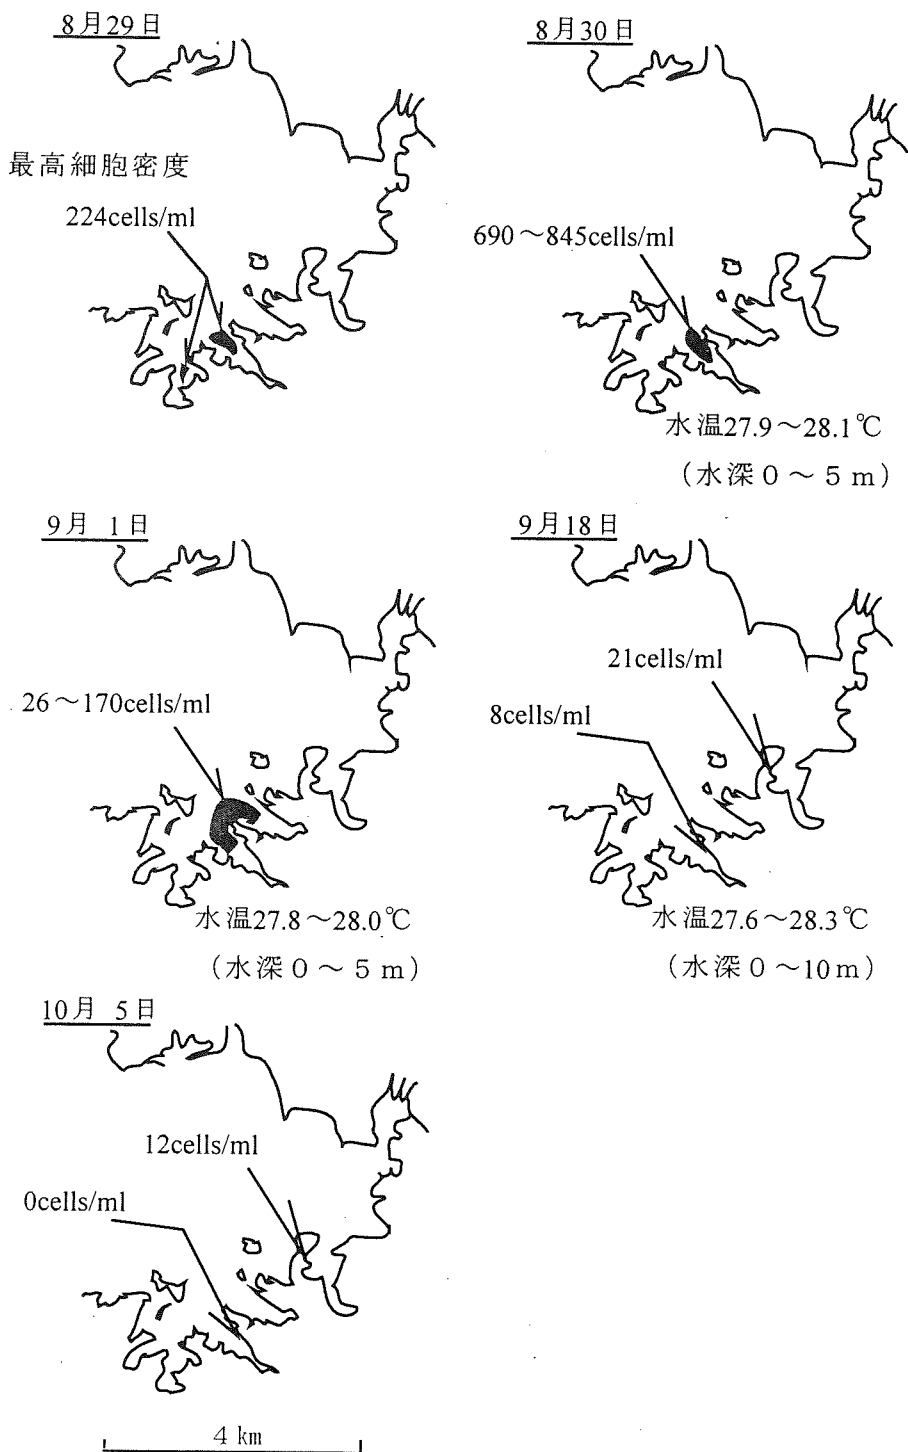 8月29日
最高細胞密度
224cells/ml
8月30日
690～845cells/ml
水温27.9～28.1℃
(水深0～5m)
9月 1日
26～170cells/ml
水温27.8～28.0℃
(水深0～5m)
9月18日
21cells/ml
8cells/ml
水温27.6～28.3℃
(水深0～10m)
10月 5日
12cells/ml
0cells/ml
4 km